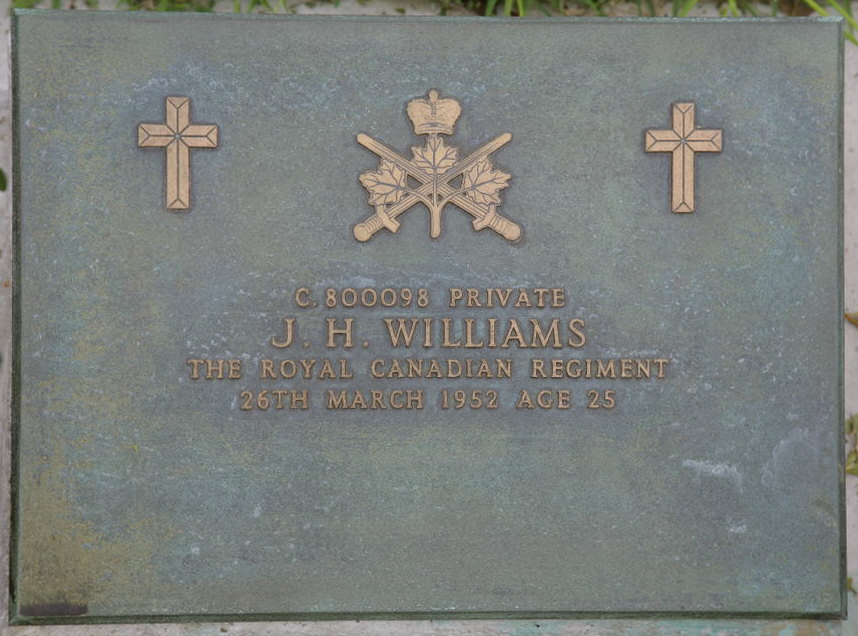 C.800098 PRIVATE
J. H. WILLIAMS
THE ROYAL CANADIAN REGIMENT
26TH MARCH 1952 AGE 25